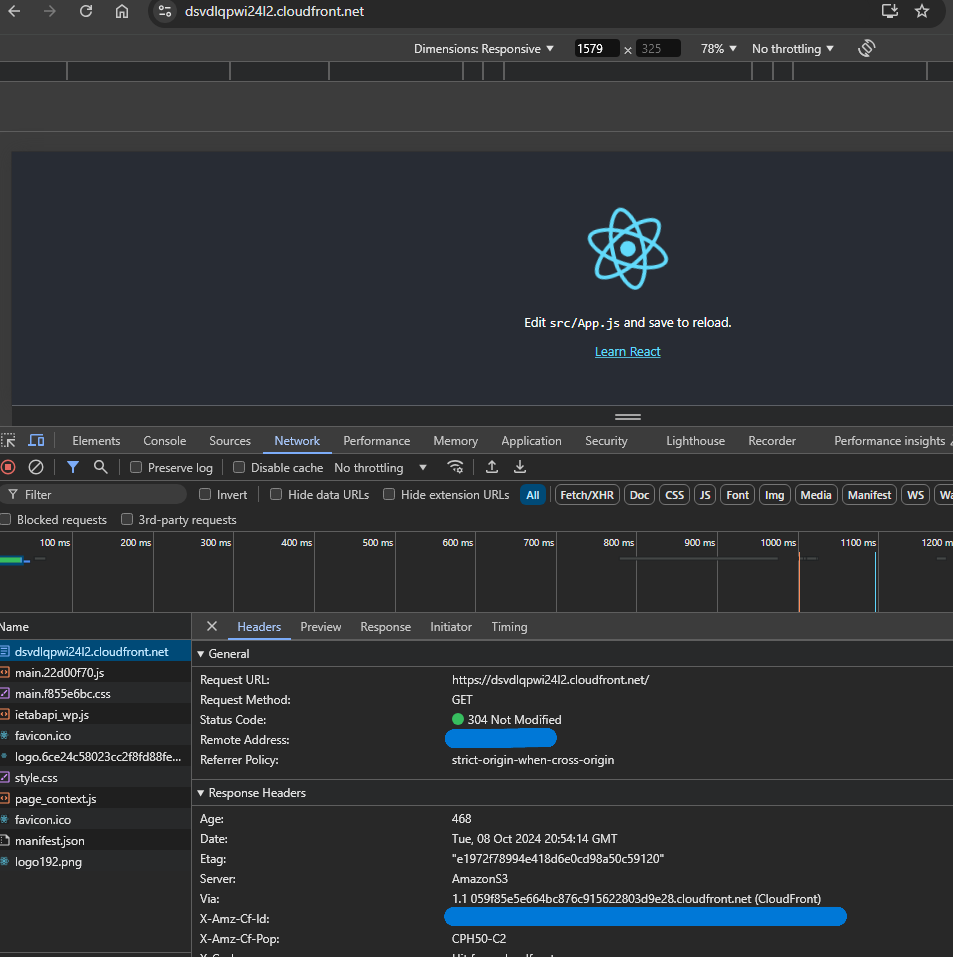 dsvdlqpwi24l2.cloudfront.net
Dimensions: Responsive 1579 × 325 78% No throttling
Edit src/App.js and save to reload.
Learn React
Elements Console Sources Network Performance Memory Application Security Lighthouse Recorder Performance insights
Preserve log Disable cache No throttling
Filter Invert Hide data URLs Hide extension URLs All Fetch/XHR Doc CSS JS Font Img Media Manifest WS Wa
Blocked requests 3rd-party requests
100 ms 200 ms 300 ms 400 ms 500 ms 600 ms 700 ms 800 ms 900 ms 1000 ms 1100 ms 1200 m
Name
dsvdlqpwi24l2.cloudfront.net
main.22d00f70.js
main.f855e6bc.css
ietabapi_wp.js
favicon.ico
logo.6ce24c58023cc2f8fd88fe...
style.css
page_context.js
favicon.ico
manifest.json
logo192.png
Headers Preview Response Initiator Timing
General
Request URL: https://dsvdlqpwi24l2.cloudfront.net/
Request Method: GET
Status Code: 304 Not Modified
Remote Address:
Referrer Policy: strict-origin-when-cross-origin
Response Headers
Age: 468
Date: Tue, 08 Oct 2024 20:54:14 GMT
Etag: "e1972f78994e418d6e0cd98a50c59120"
Server: AmazonS3
Via: 1.1 059f85e5e664bc876c915622803d9e28.cloudfront.net (CloudFront)
X-Amz-Cf-Id:
X-Amz-Cf-Pop: CPH50-C2